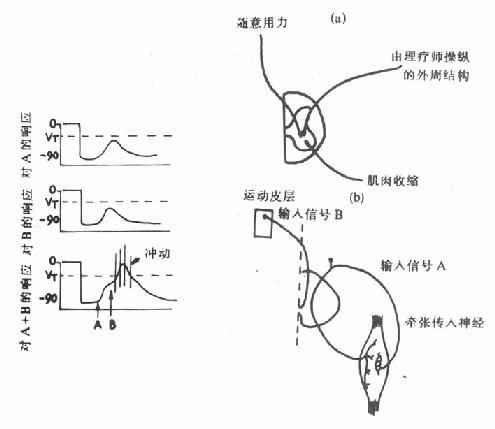 随意用力
(a)
由理疗师操纵
的外周结构
肌肉收缩
(b)
运动皮层
输入信号B
输入信号A
牵张传入神经
对A的响应
0
VT
-90
对B的响应
0
VT
-90
对A+B的响应
0
VT
-90
冲动
A
B